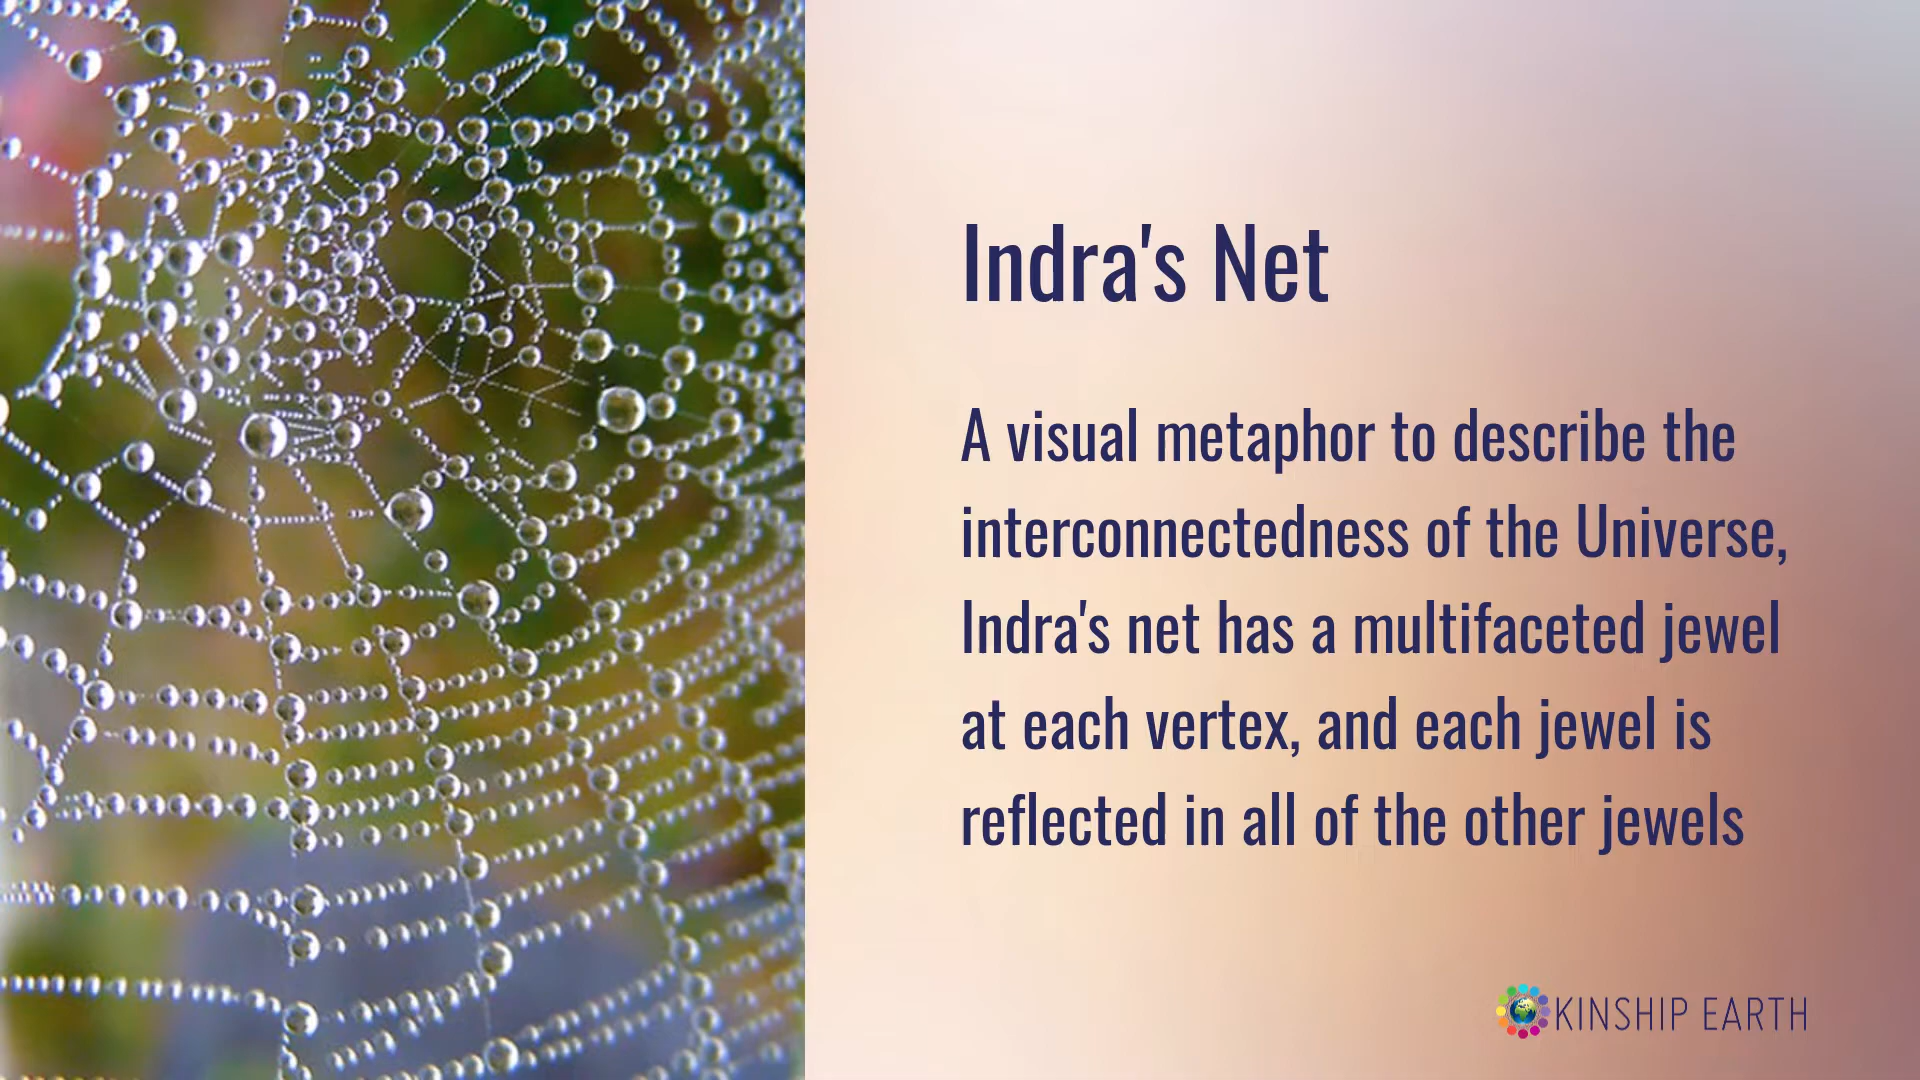 Indra's Net
A visual metaphor to describe the
interconnectedness of the Universe,
Indra's net has a multifaceted jewel
at each vertex, and each jewel is
reflected in all of the other jewels
KINSHIP EARTH